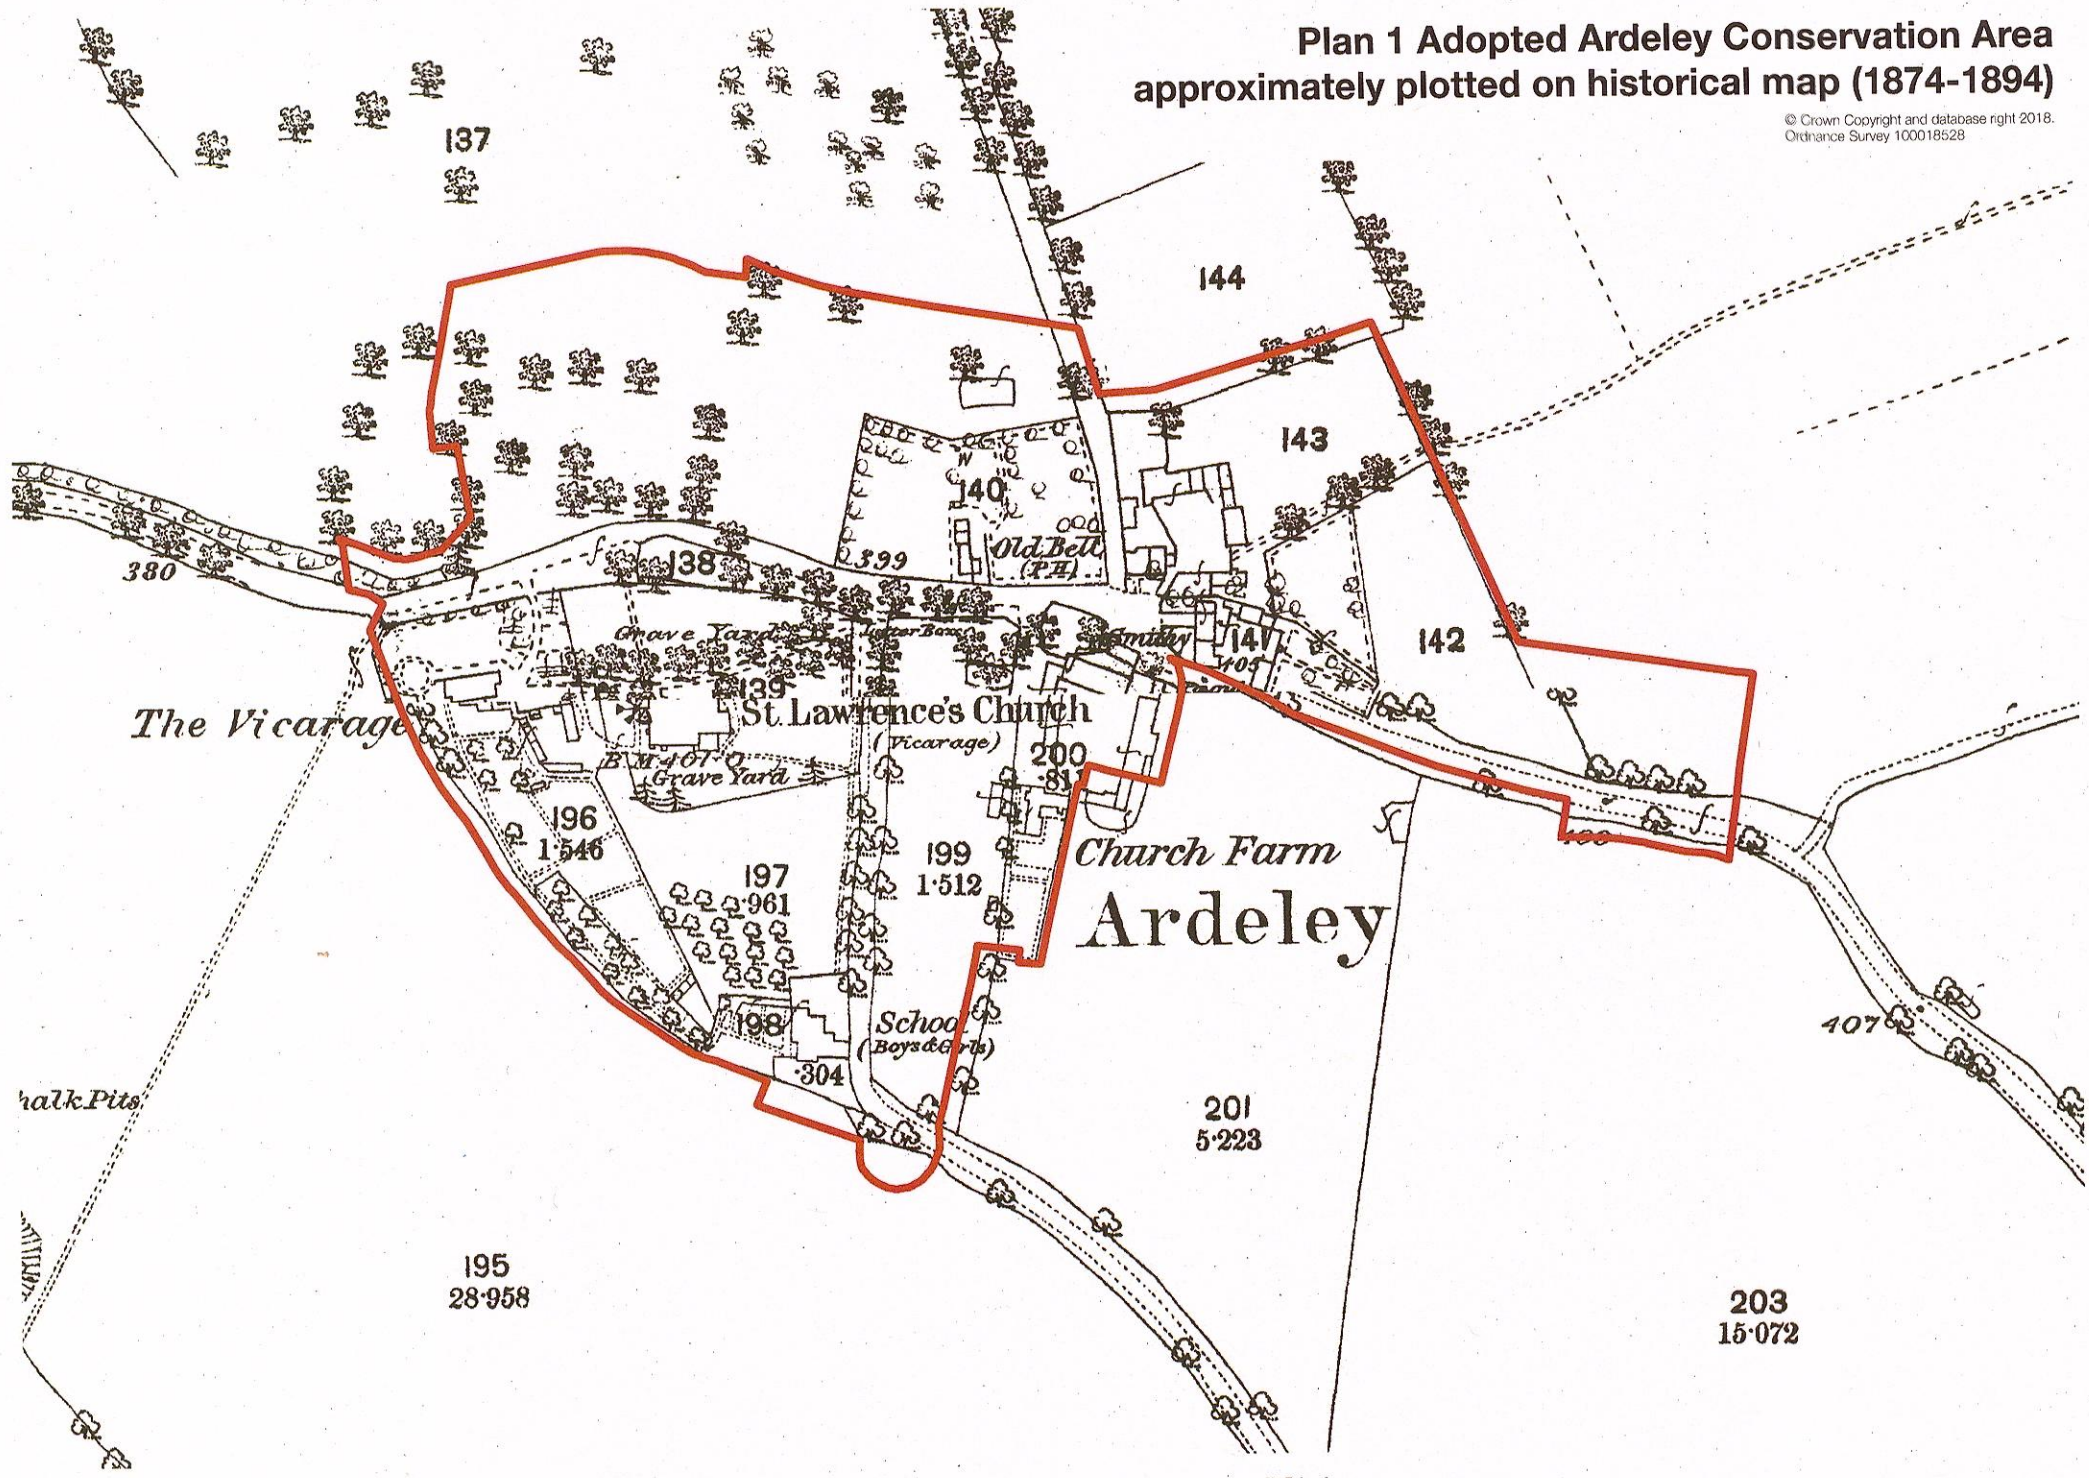 Plan 1 Adopted Ardeley Conservation Area
approximately plotted on historical map (1874-1894)
© Crown Copyright and database right 2018.
Ordnance Survey 100018528
137
144
143
140
W
Old Bell
(P.H)
399
138
380
Grave Yard
Letter Box
Smithy
141
405
142
139
The Vicarage
St. Lawrence's Church
(Vicarage)
B.M.401·0
Grave Yard
200
·811
196
1·546
197
·961
199
1·512
Church Farm
Ardeley
198
School
(Boys & Girls)
·304
407
halk Pits
201
5·223
195
28·958
203
15·072